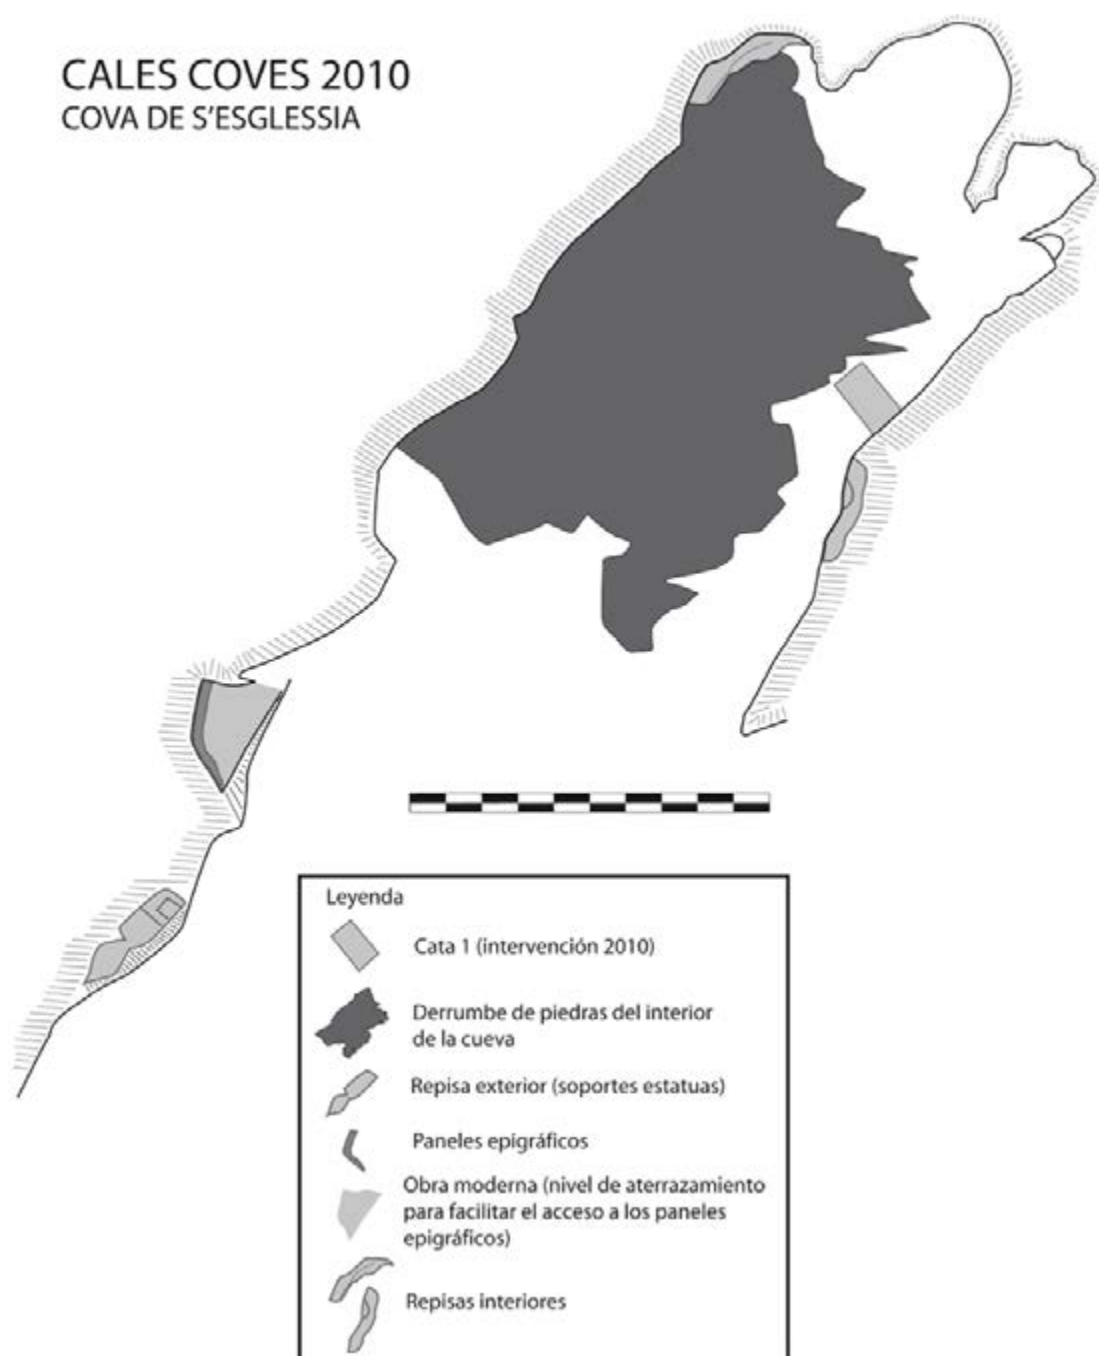 CALES COVES 2010
COVA DE S'ESGLESSIA
Leyenda
Cata 1 (intervención 2010)
Derrumbe de piedras del interior
de la cueva
Repisa exterior (soportes estatuas)
Paneles epigráficos
Obra moderna (nivel de aterrazamiento
para facilitar el acceso a los paneles
epigráficos)
Repisas interiores